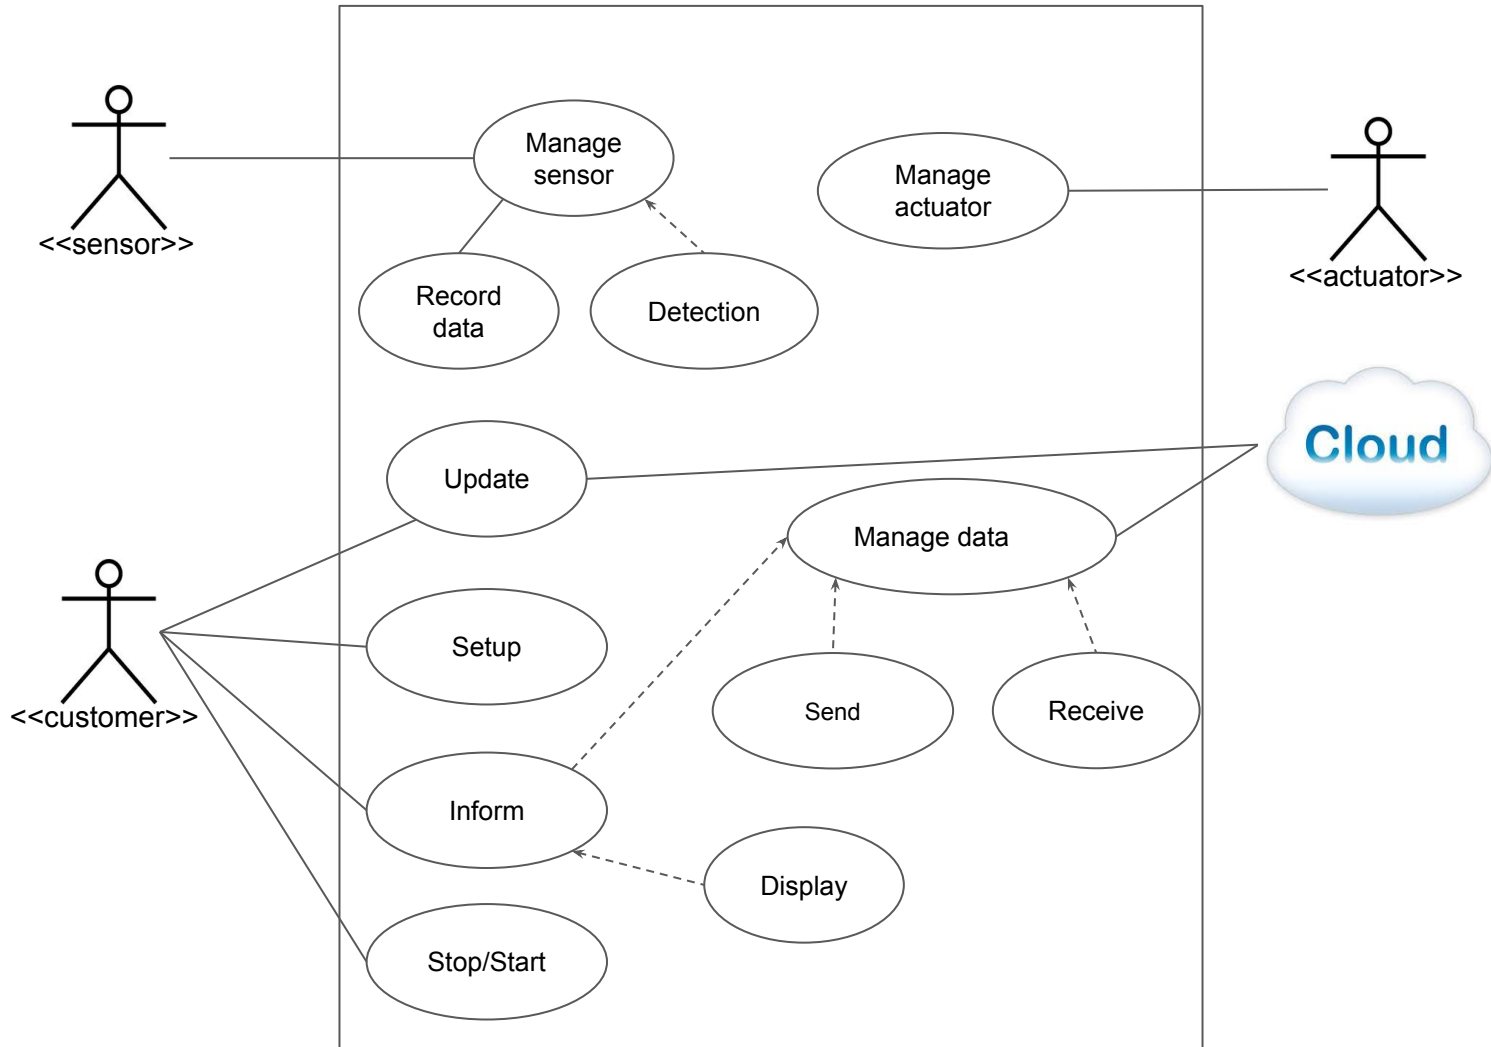 Manage
sensor
Manage
actuator
<<sensor>>
<<actuator>>
Record
data
Detection
Cloud
Update
Manage data
Setup
<<customer>>
Send
Receive
Inform
Display
Stop/Start